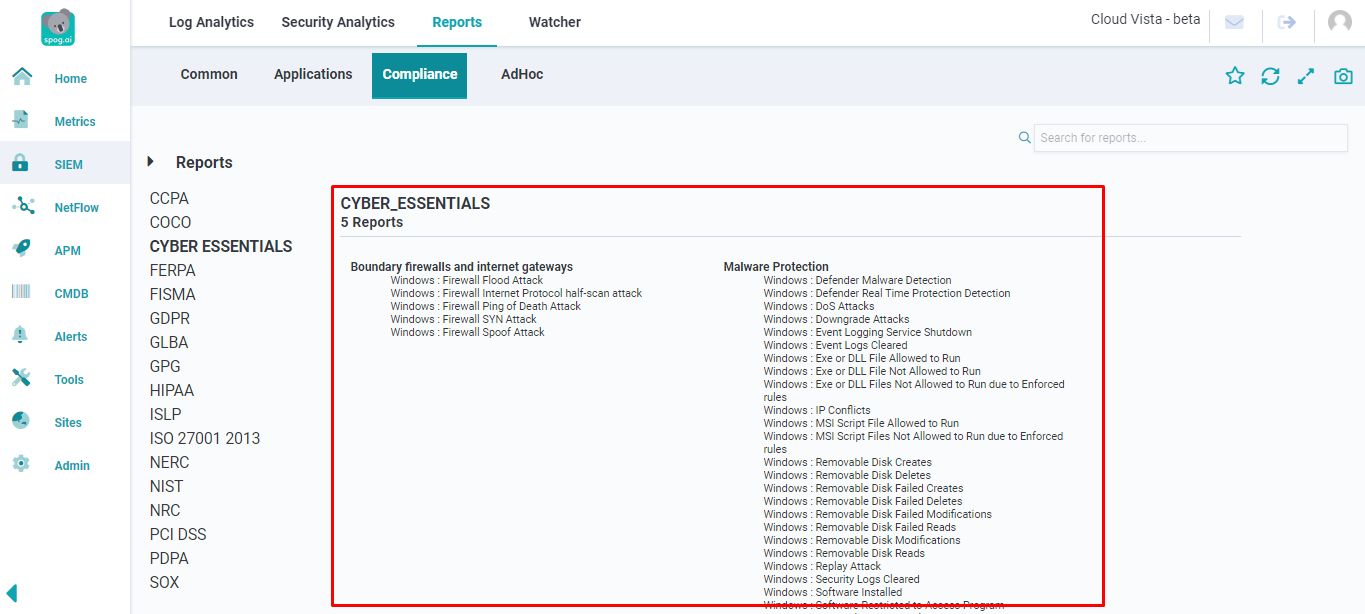 spog.ai
Log Analytics
Security Analytics
Reports
Watcher
Cloud Vista - beta
Common
Applications
Compliance
AdHoc
Home
Metrics
SIEM
NetFlow
APM
CMDB
Alerts
Tools
Sites
Admin
Search for reports...
Reports
CCPA
COCO
CYBER ESSENTIALS
FERPA
FISMA
GDPR
GLBA
GPG
HIPAA
ISLP
ISO 27001 2013
NERC
NIST
NRC
PCI DSS
PDPA
SOX
CYBER_ESSENTIALS
5 Reports
Boundary firewalls and internet gateways
Windows : Firewall Flood Attack
Windows : Firewall Internet Protocol half-scan attack
Windows : Firewall Ping of Death Attack
Windows : Firewall SYN Attack
Windows : Firewall Spoof Attack
Malware Protection
Windows : Defender Malware Detection
Windows : Defender Real Time Protection Detection
Windows : DoS Attacks
Windows : Downgrade Attacks
Windows : Event Logging Service Shutdown
Windows : Event Logs Cleared
Windows : Exe or DLL File Allowed to Run
Windows : Exe or DLL File Not Allowed to Run
Windows : Exe or DLL Files Not Allowed to Run due to Enforced
rules
Windows : IP Conflicts
Windows : MSI Script File Allowed to Run
Windows : MSI Script Files Not Allowed to Run due to Enforced
rules
Windows : Removable Disk Creates
Windows : Removable Disk Deletes
Windows : Removable Disk Failed Creates
Windows : Removable Disk Failed Deletes
Windows : Removable Disk Failed Modifications
Windows : Removable Disk Failed Reads
Windows : Removable Disk Modifications
Windows : Removable Disk Reads
Windows : Replay Attack
Windows : Security Logs Cleared
Windows : Software Installed
Windows : Software Restricted to Access Program